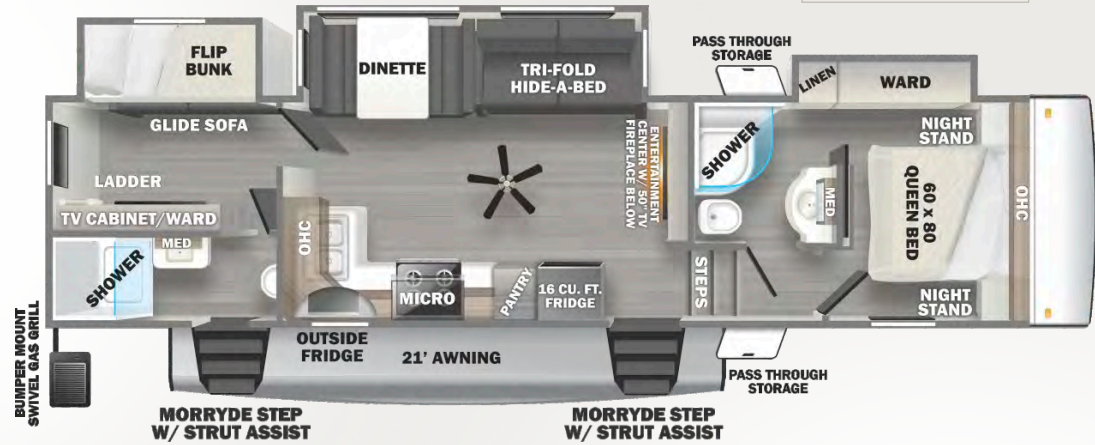 FLIP
BUNK
GLIDE SOFA
LADDER
TV CABINET/WARD
MED
SHOWER
BUMPER MOUNT
SWIVEL GAS GRILL
DINETTE
TRI-FOLD
HIDE-A-BED
ENTERTAINMENT
CENTER W/ 50" TV
FIREPLACE BELOW
OHC
MICRO
PANTRY
16 CU. FT.
FRIDGE
OUTSIDE
FRIDGE
21' AWNING
MORRYDE STEP
W/ STRUT ASSIST
MORRYDE STEP
W/ STRUT ASSIST
PASS THROUGH
STORAGE
LINEN
WARD
SHOWER
MED
NIGHT
STAND
60 x 80
QUEEN BED
OHC
NIGHT
STAND
STEPS
PASS THROUGH
STORAGE